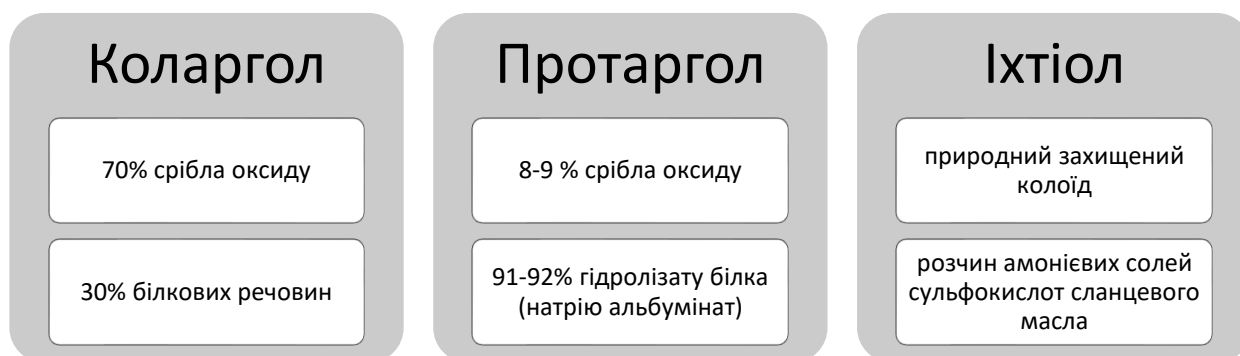 Коларгол
70% срібла оксиду
30% білкових речовин
Протаргол
8-9 % срібла оксиду
91-92% гідролізату білка
(натрію альбумінат)
Іхтіол
природний захищений
колоїд
розчин амонієвих солей
сульфокислот сланцевого
масла